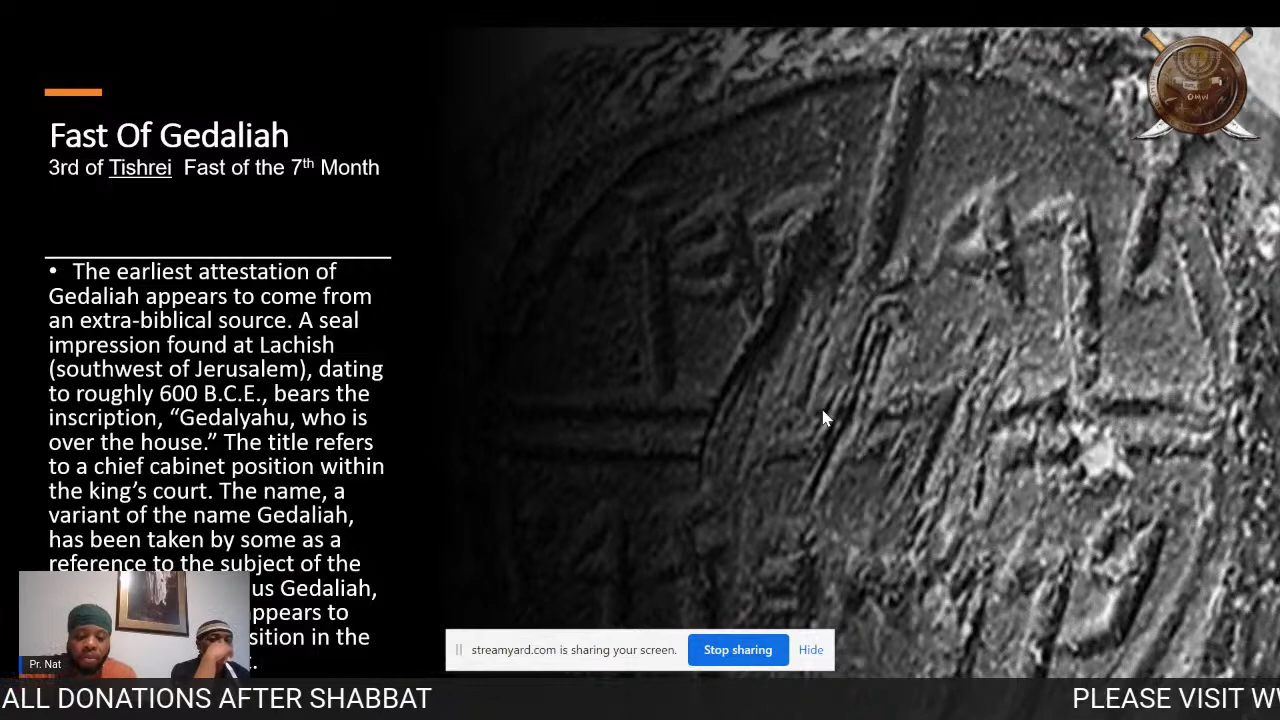 Fast Of Gedaliah
3rd of Tishrei Fast of the 7th Month
• The earliest attestation of
Gedaliah appears to come from
an extra-biblical source. A seal
impression found at Lachish
(southwest of Jerusalem), dating
to roughly 600 B.C.E., bears the
inscription, “Gedalyahu, who is
over the house.” The title refers
to a chief cabinet position within
the king’s court. The name, a
variant of the name Gedaliah,
has been taken by some as a
reference to the subject of the
us Gedaliah,
ppears to
sition in the
Pr. Nat
streamyard.com is sharing your screen.
Stop sharing
Hide
ALL DONATIONS AFTER SHABBAT
PLEASE VISIT